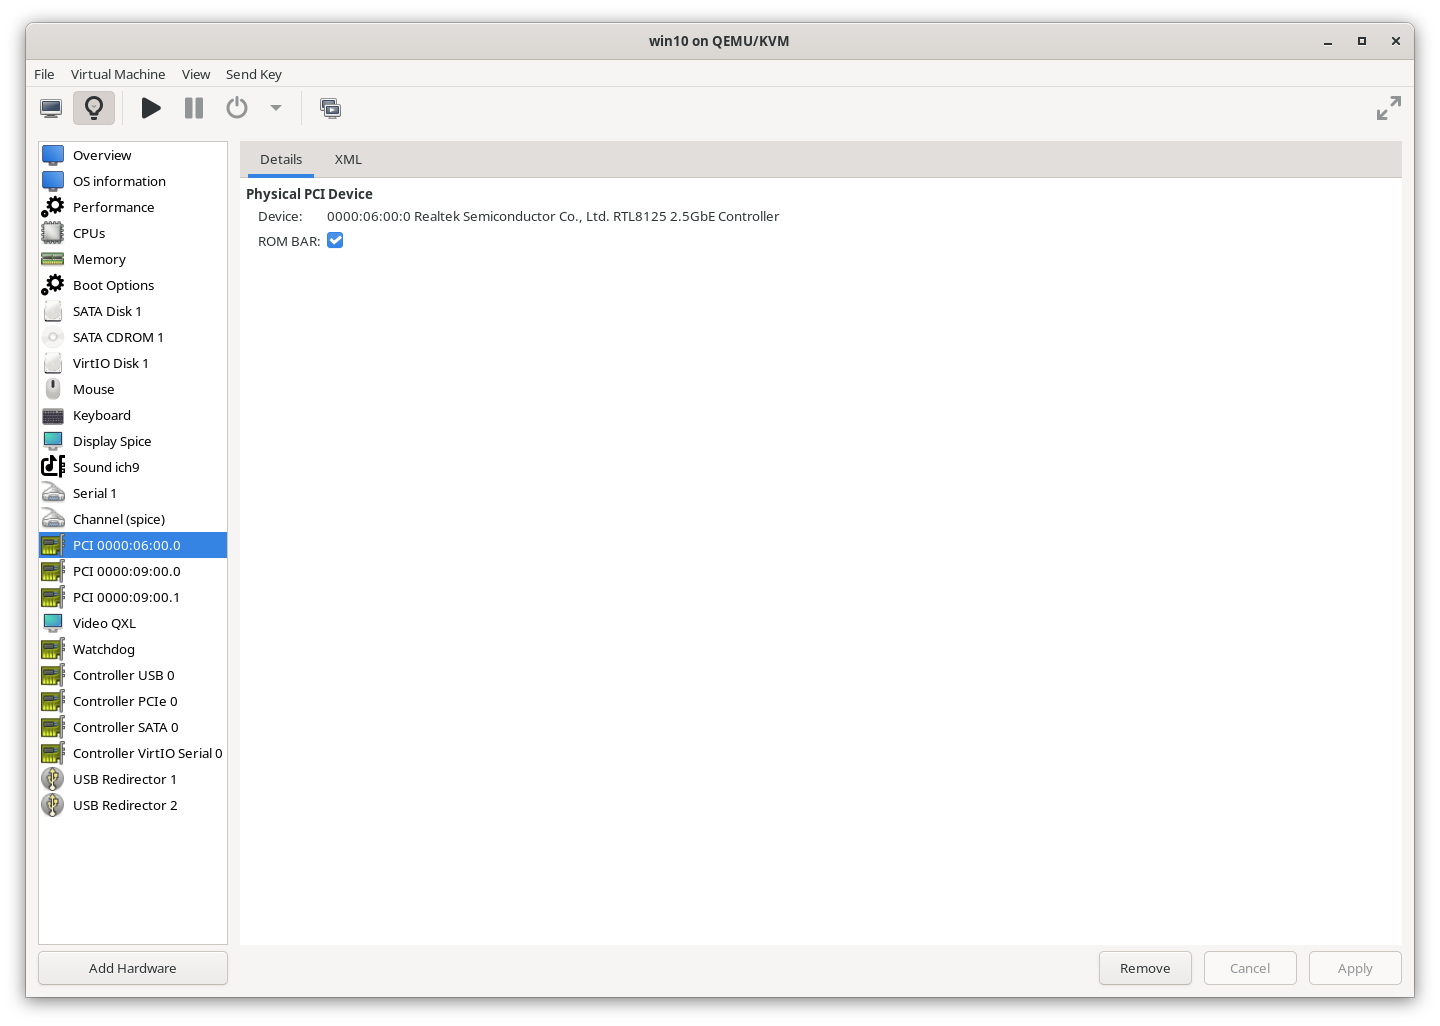 win10 on QEMU/KVM
File Virtual Machine View Send Key
Overview
OS information
Performance
CPUs
Memory
Boot Options
SATA Disk 1
SATA CDROM 1
VirtIO Disk 1
Mouse
Keyboard
Display Spice
Sound ich9
Serial 1
Channel (spice)
PCI 0000:06:00.0
PCI 0000:09:00.0
PCI 0000:09:00.1
Video QXL
Watchdog
Controller USB 0
Controller PCIe 0
Controller SATA 0
Controller VirtIO Serial 0
USB Redirector 1
USB Redirector 2
Add Hardware
Details XML
Physical PCI Device
Device: 0000:06:00:0 Realtek Semiconductor Co., Ltd. RTL8125 2.5GbE Controller
ROM BAR:
Remove Cancel Apply